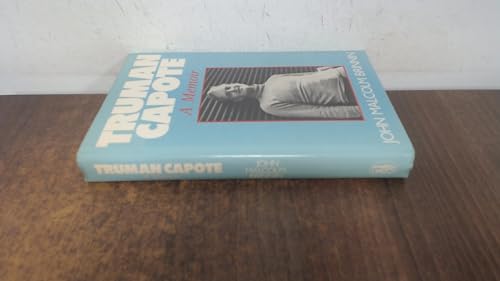 TRUMAN
CAPOTE
A Memoir
JOHN MALCOLM BRINNIN
TRUMAN CAPOTE
JOHN
MALCOLM
BRINNIN